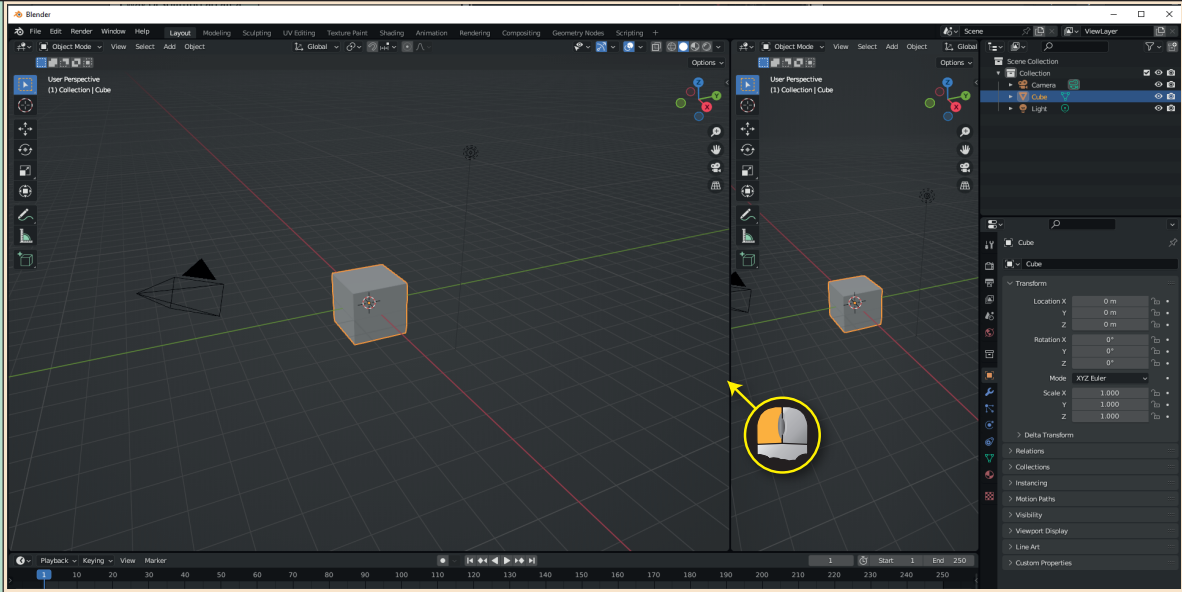 Blender
File Edit Render Window Help Layout Modeling Sculpting UV Editing Texture Paint Shading Animation Rendering Compositing Geometry Nodes Scripting + Scene ViewLayer
Object Mode View Select Add Object Global
Options
User Perspective
(1) Collection | Cube
Z
Y
X
Object Mode View Select Add Object Global
Options
User Perspective
(1) Collection | Cube
Z
Y
X
Scene Collection
Collection
Camera
Cube
Light
Cube
Cube
Transform
Location X 0 m
Y 0 m
Z 0 m
Rotation X 0°
Y 0°
Z 0°
Mode XYZ Euler
Scale X 1.000
Y 1.000
Z 1.000
Delta Transform
Relations
Collections
Instancing
Motion Paths
Visibility
Viewport Display
Line Art
Custom Properties
Playback Keying View Marker 1 Start 1 End 250
1 10 20 30 40 50 60 70 80 90 100 110 120 130 140 150 160 170 180 190 200 210 220 230 240 250